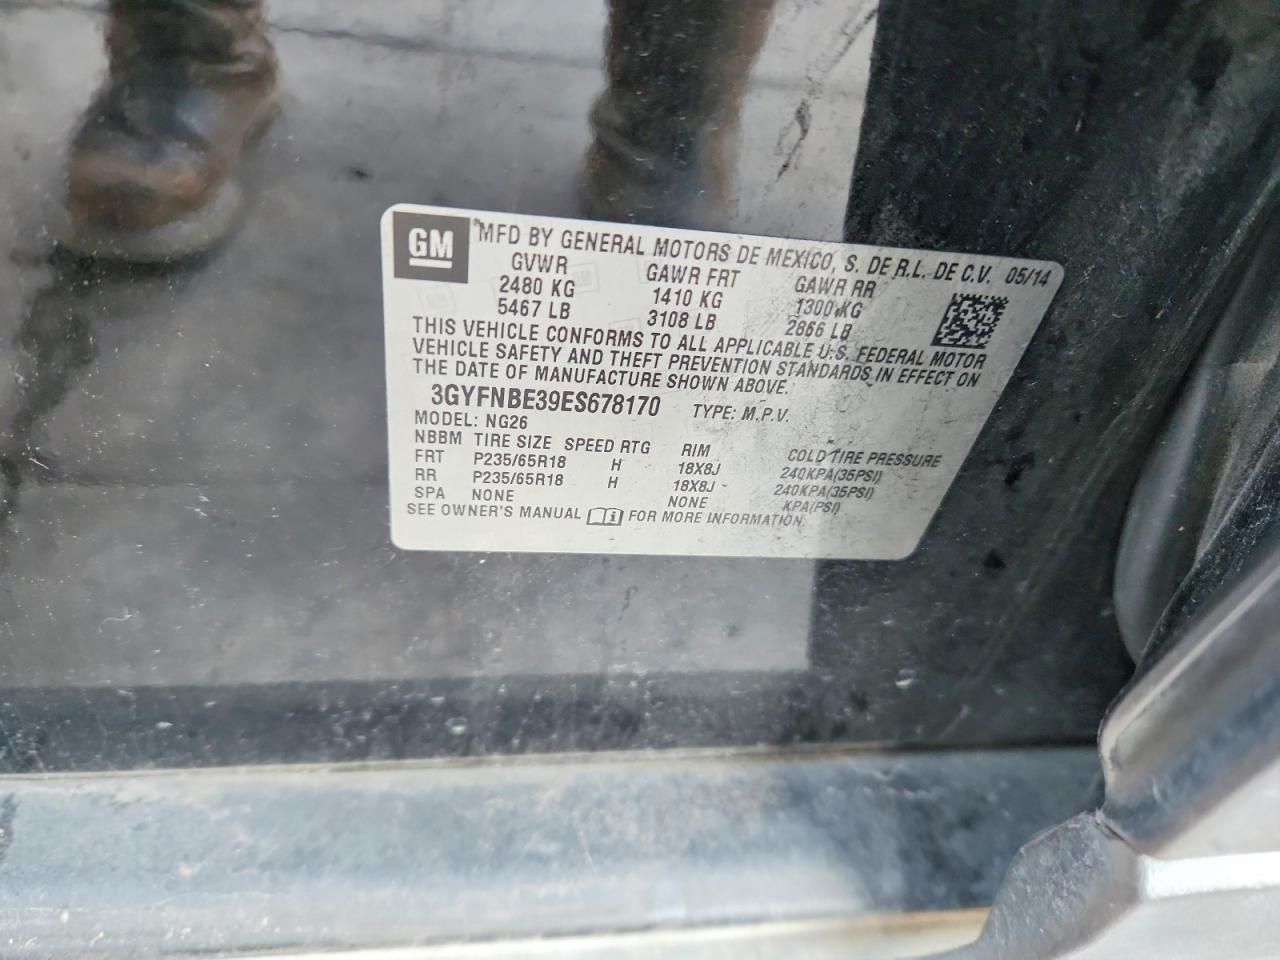 GM
MFD BY GENERAL MOTORS DE MEXICO, S. DE R.L. DE C.V. 05/14
GVWR GAWR FRT GAWR RR
2480 KG 1410 KG 1300 KG
5467 LB 3108 LB 2866 LB
THIS VEHICLE CONFORMS TO ALL APPLICABLE U.S. FEDERAL MOTOR
VEHICLE SAFETY AND THEFT PREVENTION STANDARDS IN EFFECT ON
THE DATE OF MANUFACTURE SHOWN ABOVE.
3GYFNBE39ES678170 TYPE: M.P.V.
MODEL: NG26
NBBM TIRE SIZE SPEED RTG RIM COLD TIRE PRESSURE
FRT P235/65R18 H 18X8J 240KPA(35PSI)
RR P235/65R18 H 18X8J 240KPA(35PSI)
SPA NONE NONE KPA(PSI)
SEE OWNER'S MANUAL FOR MORE INFORMATION